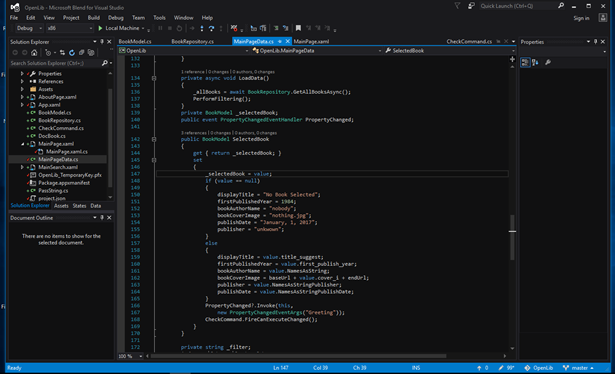 OpenLib - Microsoft Blend for Visual Studio
Quick Launch (Ctrl+Q)
File Edit View Project Build Debug Team Tools Window Help
Sign in
Debug x86 Local Machine
Solution Explorer
Search Solution Explorer (Ctrl+;)
Properties
References
Assets
AboutPage.xaml
App.xaml
BookModel.cs
BookRepository.cs
CheckCommand.cs
DocBook.cs
MainPage.xaml
MainPage.xaml.cs
MainPageData.cs
MainSearch.xaml
OpenLib_TemporaryKey.pfx
Package.appxmanifest
PassString.cs
project.json
Solution Explorer Assets States Data
Document Outline
There are no items to show for the
selected document.
BookModel.cs BookRepository.cs MainPageData.cs MainPage.xaml CheckCommand.cs
OpenLib OpenLib.MainPageData SelectedBook
132 }
133
1 reference | 0 changes | 0 authors, 0 changes
134 private async void LoadData()
135 {
136 _allBooks = await BookRepository.GetAllBooksAsync();
137 PerformFiltering();
138 }
139 private BookModel _selectedBook;
140 public event PropertyChangedEventHandler PropertyChanged;
141
3 references | 0 changes | 0 authors, 0 changes
142 public BookModel SelectedBook
143 {
144 get { return _selectedBook; }
145 set
146 {
147 _selectedBook = value;
148 if (value == null)
149 {
150 displayTitle = "No Book Selected";
151 firstPublishedYear = 1984;
152 bookAuthorName = "nobody";
153 bookCoverImage = "nothing.jpg";
154 publishDate = "January, 1, 2017";
155 publisher = "unkwown";
156 }
157 else
158 {
159 displayTitle = value.title_suggest;
160 firstPublishedYear = value.first_publish_year;
161 bookAuthorName = value.NamesAsString;
162 bookCoverImage = baseUrl + value.cover_i + endUrl;
163 publisher = value.NamesAsStringPublisher;
164 publishDate = value.NamesAsStringPublishDate;
165 }
166 PropertyChanged?.Invoke(this,
167 new PropertyChangedEventArgs("Greeting"));
168 CheckCommand.FireCanExecuteChanged();
169 }
170 }
171
172 private string _filter;
100 %
Properties
Ready Ln 147 Col 39 Ch 39 INS 0 99* OpenLib master